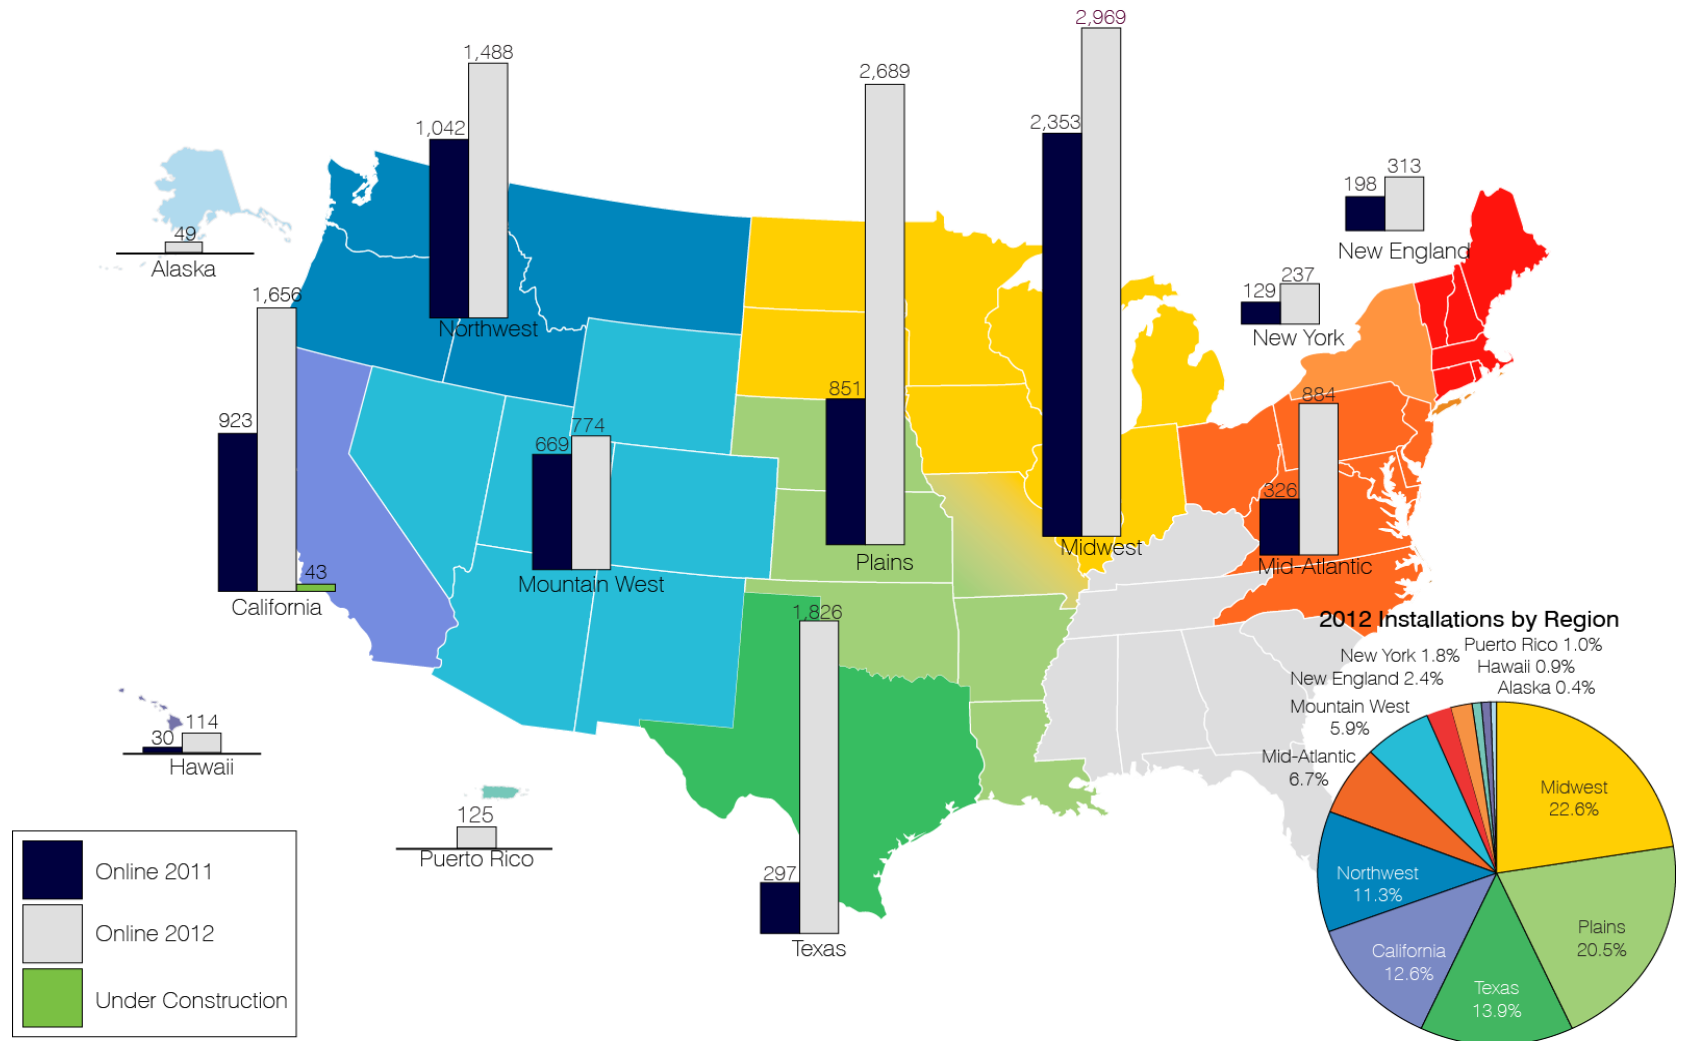 2,969
1,488
2,689
1,042
2,353
313
198
New England
49
Alaska
237
129
New York
1,656
Northwest
851
884
923
774
669
326
Midwest
Plains
Mid-Atlantic
43
Mountain West
California
1,826
297
Texas
114
30
Hawaii
125
Puerto Rico
Online 2011
Online 2012
Under Construction
2012 Installations by Region
Puerto Rico 1.0%
New York 1.8%
Hawaii 0.9%
New England 2.4%
Alaska 0.4%
Mountain West
5.9%
Mid-Atlantic
6.7%
Midwest
22.6%
Northwest
11.3%
Plains
20.5%
California
12.6%
Texas
13.9%